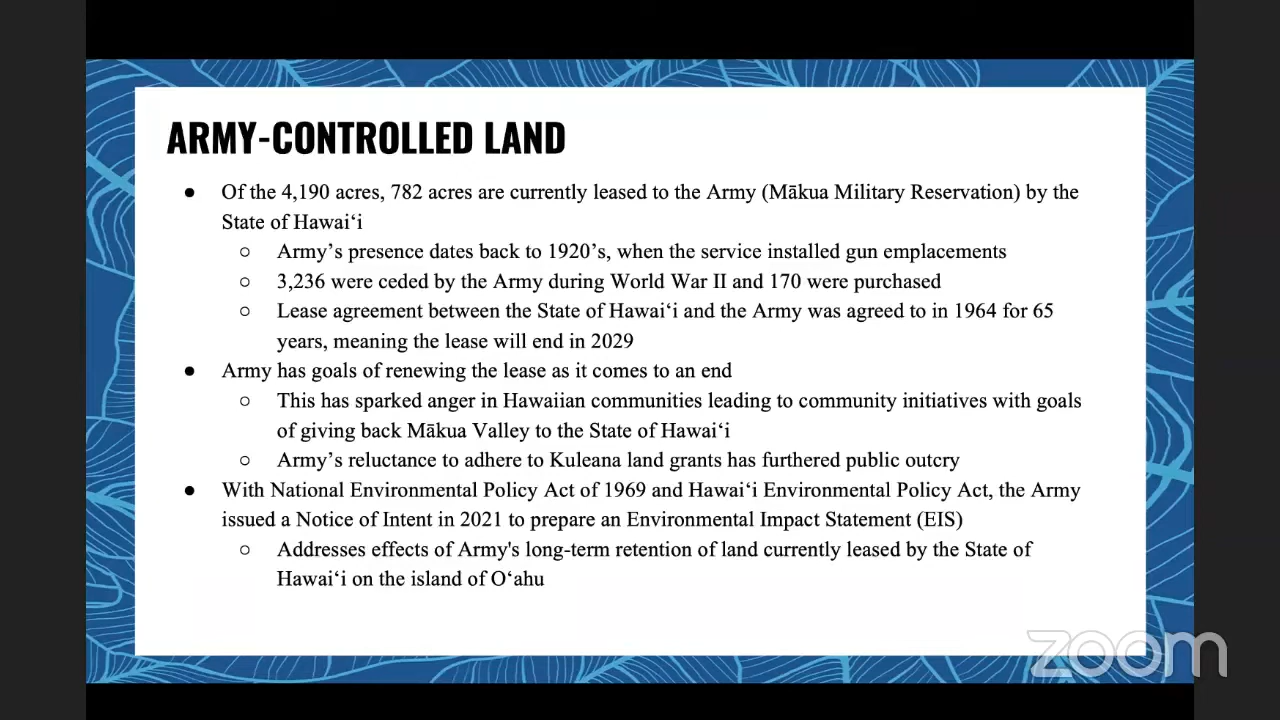 ARMY-CONTROLLED LAND
● Of the 4,190 acres, 782 acres are currently leased to the Army (Mākua Military Reservation) by the
State of Hawaiʻi
○ Army’s presence dates back to 1920’s, when the service installed gun emplacements
○ 3,236 were ceded by the Army during World War II and 170 were purchased
○ Lease agreement between the State of Hawaiʻi and the Army was agreed to in 1964 for 65
years, meaning the lease will end in 2029
● Army has goals of renewing the lease as it comes to an end
○ This has sparked anger in Hawaiian communities leading to community initiatives with goals
of giving back Mākua Valley to the State of Hawaiʻi
○ Army’s reluctance to adhere to Kuleana land grants has furthered public outcry
● With National Environmental Policy Act of 1969 and Hawaiʻi Environmental Policy Act, the Army
issued a Notice of Intent in 2021 to prepare an Environmental Impact Statement (EIS)
○ Addresses effects of Army's long-term retention of land currently leased by the State of
Hawaiʻi on the island of Oʻahu
zoom